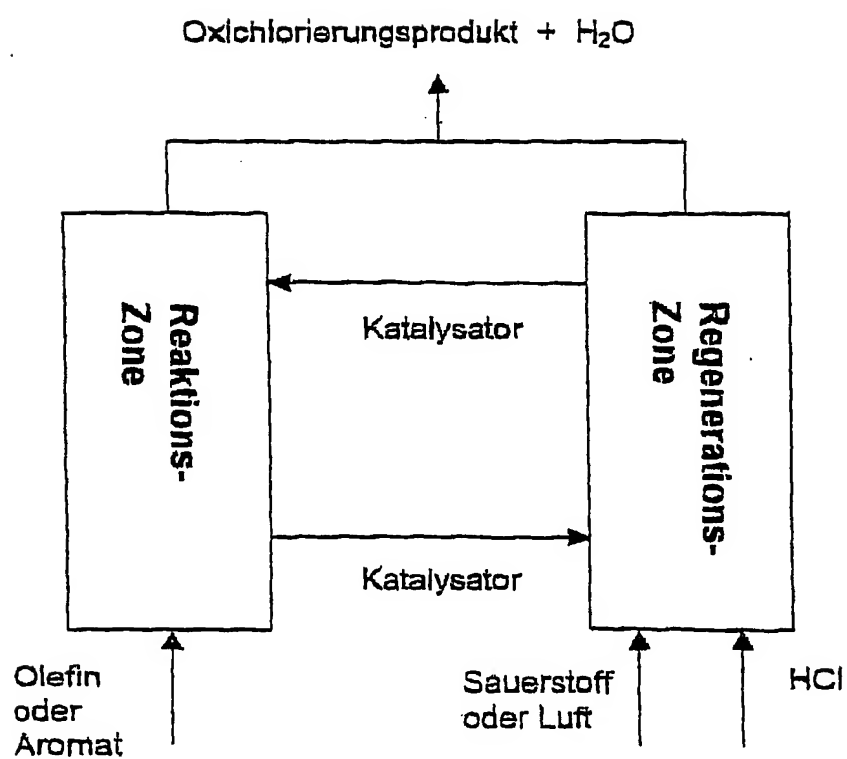 Oxichlorierungsprodukt + H₂O
Reaktions-
Zone
Katalysator
Regenerations-
Zone
Katalysator
Olefin
oder
Aromat
Sauerstoff
oder Luft
HCl